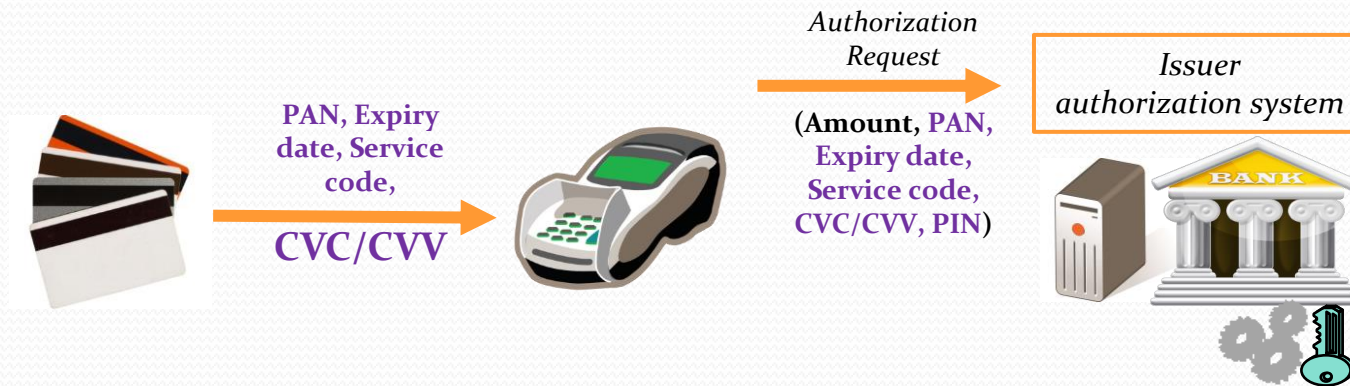 PAN, Expiry
date, Service
code,
CVC/CVV
Authorization
Request
(Amount, PAN,
Expiry date,
Service code,
CVC/CVV, PIN)
Issuer
authorization system
BANK